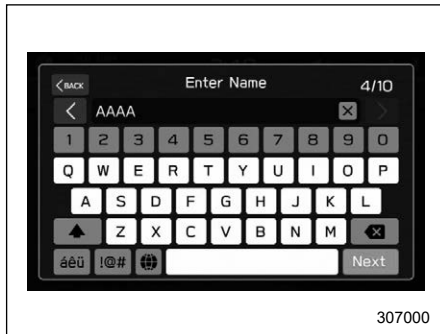 BACK Enter Name 4/10
AAAA
1 2 3 4 5 6 7 8 9 0
Q W E R T Y U I O P
A S D F G H J K L
Z X C V B N M
áêü !@# Next
307000